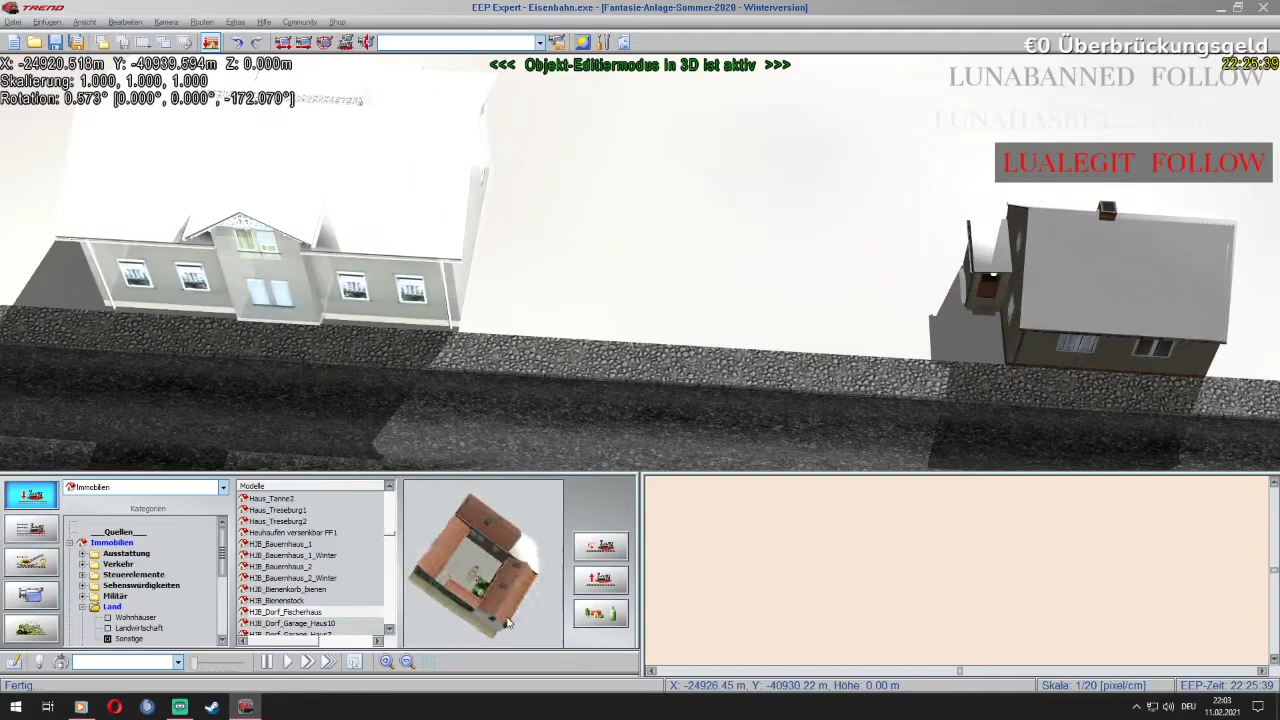 TREND
EEP Expert - Eisenbahn.exe - [Fantasie-Anlage-Sommer-2020 - Winterversion]
Datei Einfügen Ansicht Bearbeiten Kamera Routen Extras Hilfe Community Shop
€0 Überbrückungsgeld
X: -24920.518m Y: -40939.594m Z: 0.000m
<<< Objekt-Editiermodus in 3D ist aktiv >>>
22:25:39
Skalierung: 1.000, 1.000, 1.000
LUNABANNED FOLLOW
Rotation: 0.573° [0.000°, 0.000°, -172.070°]
LUALEGIT FOLLOW
Immobilien
Kategorien
__Quellen__
Immobilien
Ausstattung
Verkehr
Steuerelemente
Sehenswürdigkeiten
Militär
Land
Wohnhäuser
Landwirtschaft
Sonstige
Modelle
Haus_Tanne2
Haus_Treseburg1
Haus_Treseburg2
Heuhaufen versenkbar FF1
HJB_Bauernhaus_1
HJB_Bauernhaus_1_Winter
HJB_Bauernhaus_2
HJB_Bauernhaus_2_Winter
HJB_Bienenkorb_bienen
HJB_Bienenstock
HJB_Dorf_Fischerhaus
HJB_Dorf_Garage_Haus10
HJB_Dorf_Garage_Haus7
Fertig...
X: -24926.45 m, Y: -40930.22 m, Höhe: 0.00 m
Skala: 1/20 [pixel/cm]
EEP-Zeit: 22:25:39
DEU
22:03
11.02.2021